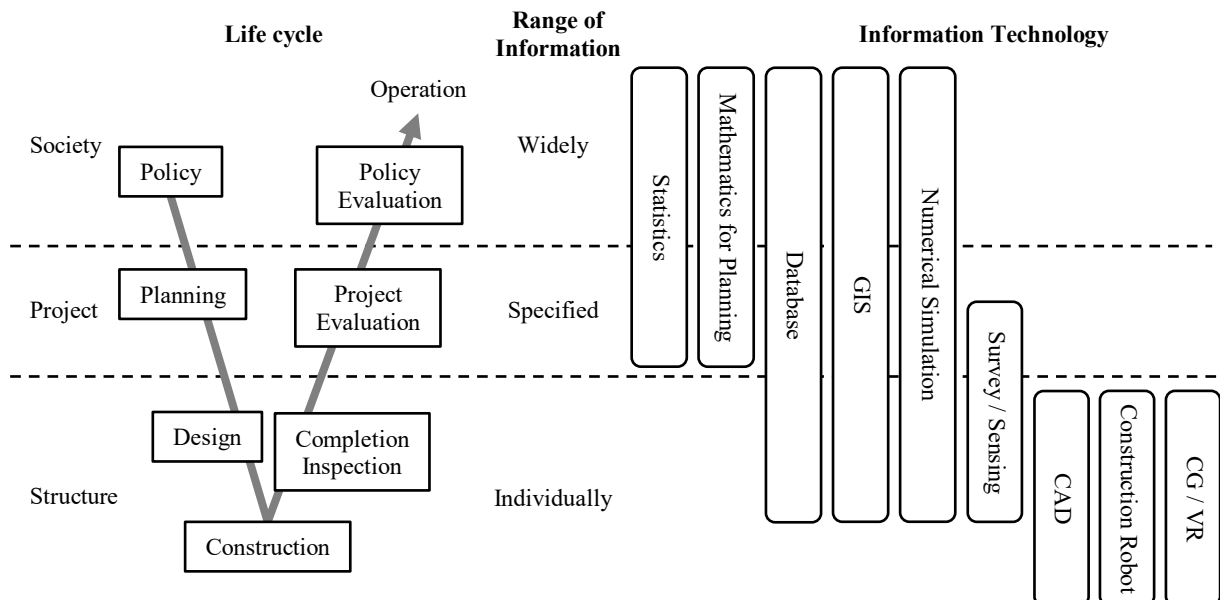 Life cycle
Range of
Information
Information Technology
Operation
Society
Policy
Policy
Evaluation
Widely
Project
Planning
Project
Evaluation
Specified
Structure
Design
Completion
Inspection
Individually
Construction
Statistics
Mathematics for Planning
Database
GIS
Numerical Simulation
Survey / Sensing
CAD
Construction Robot
CG / VR